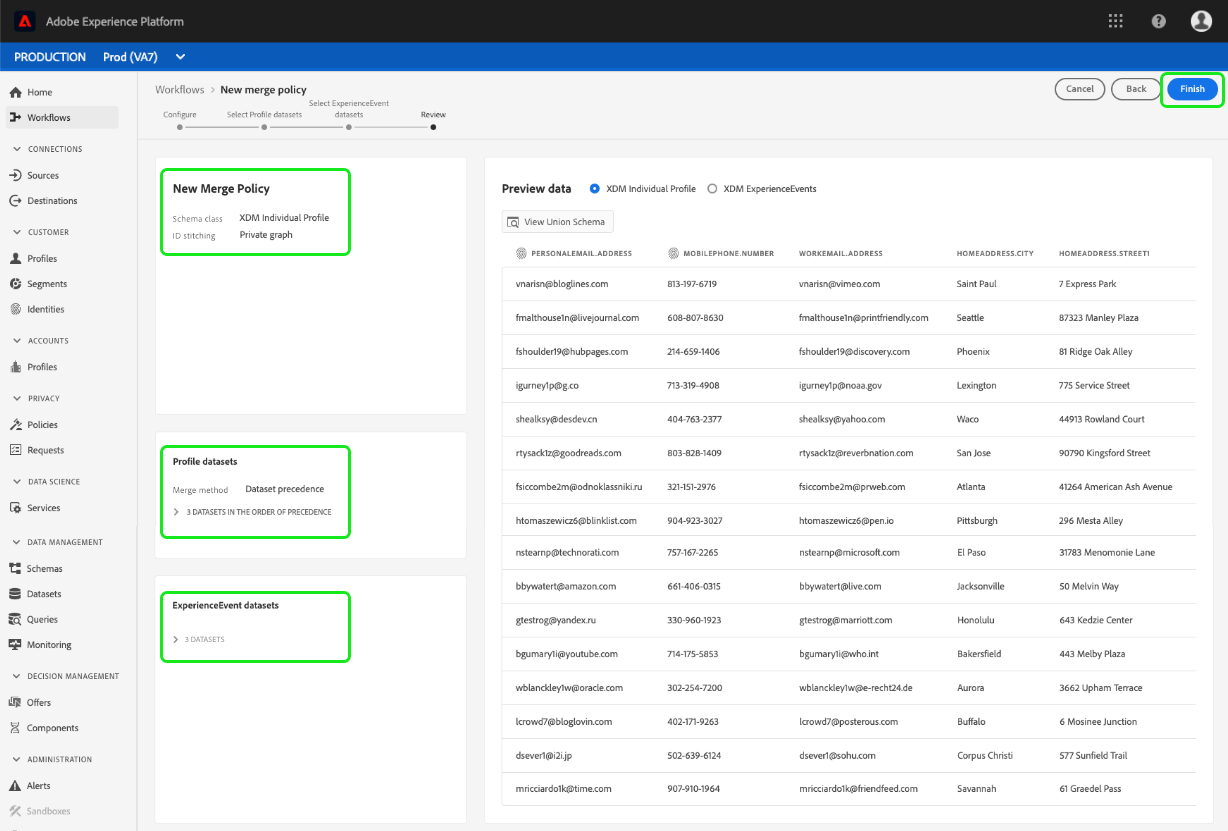 Adobe Experience Platform
PRODUCTION Prod (VA7)
Home
Workflows
CONNECTIONS
Sources
Destinations
CUSTOMER
Profiles
Segments
Identities
ACCOUNTS
Profiles
PRIVACY
Policies
Requests
DATA SCIENCE
Services
DATA MANAGEMENT
Schemas
Datasets
Queries
Monitoring
DECISION MANAGEMENT
Offers
Components
ADMINISTRATION
Alerts
Sandboxes
Workflows > New merge policy
Cancel Back Finish
Configure
Select Profile datasets
Select ExperienceEvent
datasets
Review
New Merge Policy
Schema class XDM Individual Profile
ID stitching Private graph
Profile datasets
Merge method Dataset precedence
3 DATASETS IN THE ORDER OF PRECEDENCE
ExperienceEvent datasets
3 DATASETS
Preview data XDM Individual Profile XDM ExperienceEvents
View Union Schema
PERSONALEMAIL.ADDRESS MOBILEPHONE.NUMBER WORKEMAIL.ADDRESS HOMEADDRESS.CITY HOMEADDRESS.STREET1
vnarisn@bloglines.com 813-197-6719 vnarisn@vimeo.com Saint Paul 7 Express Park
fmalthouse1n@livejournal.com 608-807-8630 fmalthouse1n@printfriendly.com Seattle 87323 Manley Plaza
fshoulder19@hubpages.com 214-659-1406 fshoulder19@discovery.com Phoenix 81 Ridge Oak Alley
igurney1p@g.co 713-319-4908 igurney1p@noaa.gov Lexington 775 Service Street
shealksy@desdev.cn 404-763-2377 shealksy@yahoo.com Waco 44913 Rowland Court
rtysack1z@goodreads.com 803-828-1409 rtysack1z@reverbnation.com San Jose 90790 Kingsford Street
fsiccombe2m@odnoklassniki.ru 321-151-2976 fsiccombe2m@prweb.com Atlanta 41264 American Ash Avenue
htomaszewicz6@blinklist.com 904-923-3027 htomaszewicz6@pen.io Pittsburgh 296 Mesta Alley
nstearnp@technorati.com 757-167-2265 nstearnp@microsoft.com El Paso 31783 Menomonie Lane
bbywatert@amazon.com 661-406-0315 bbywatert@live.com Jacksonville 50 Melvin Way
gtestrog@yandex.ru 330-960-1923 gtestrog@marriott.com Honolulu 643 Kedzie Center
bgumary1i@youtube.com 714-175-5853 bgumary1i@who.int Bakersfield 443 Melby Plaza
wblanckley1w@oracle.com 302-254-7200 wblanckley1w@e-recht24.de Aurora 3662 Upham Terrace
lcrowd7@bloglovin.com 402-171-9263 lcrowd7@posterous.com Buffalo 6 Mosinee Junction
dsever1@i2i.jp 502-639-6124 dsever1@sohu.com Corpus Christi 577 Sunfield Trail
mricciardo1k@time.com 907-910-1964 mricciardo1k@friendfeed.com Savannah 61 Graedel Pass